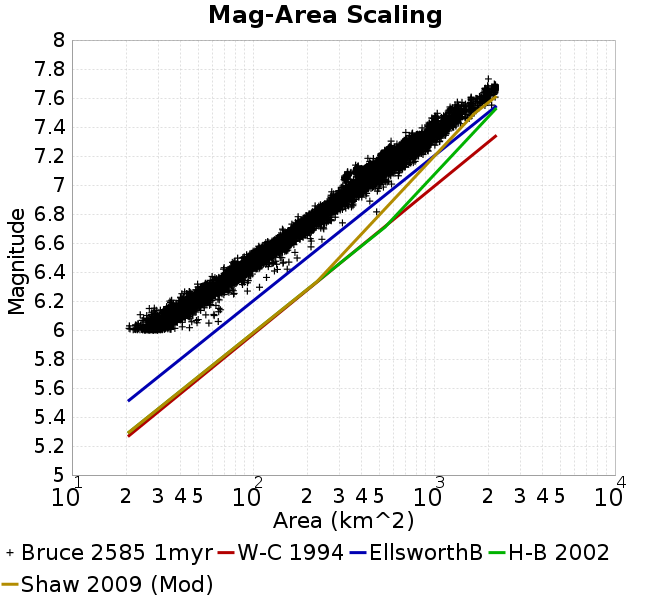 Mag-Area Scaling
Magnitude
8
7.8
7.6
7.4
7.2
7
6.8
6.6
6.4
6.2
6
5.8
5.6
5.4
5.2
5
10^1 2 3 4 5 10^2 2 3 4 5 10^3 2 3 4 5 10^4
Area (km^2)
Bruce 2585 1myr W-C 1994 EllsworthB H-B 2002
Shaw 2009 (Mod)